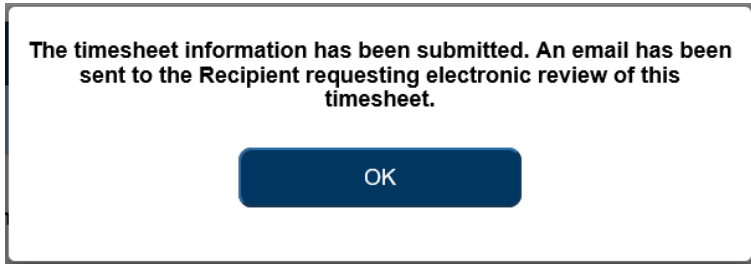 The timesheet information has been submitted. An email has been
sent to the Recipient requesting electronic review of this
timesheet.
OK